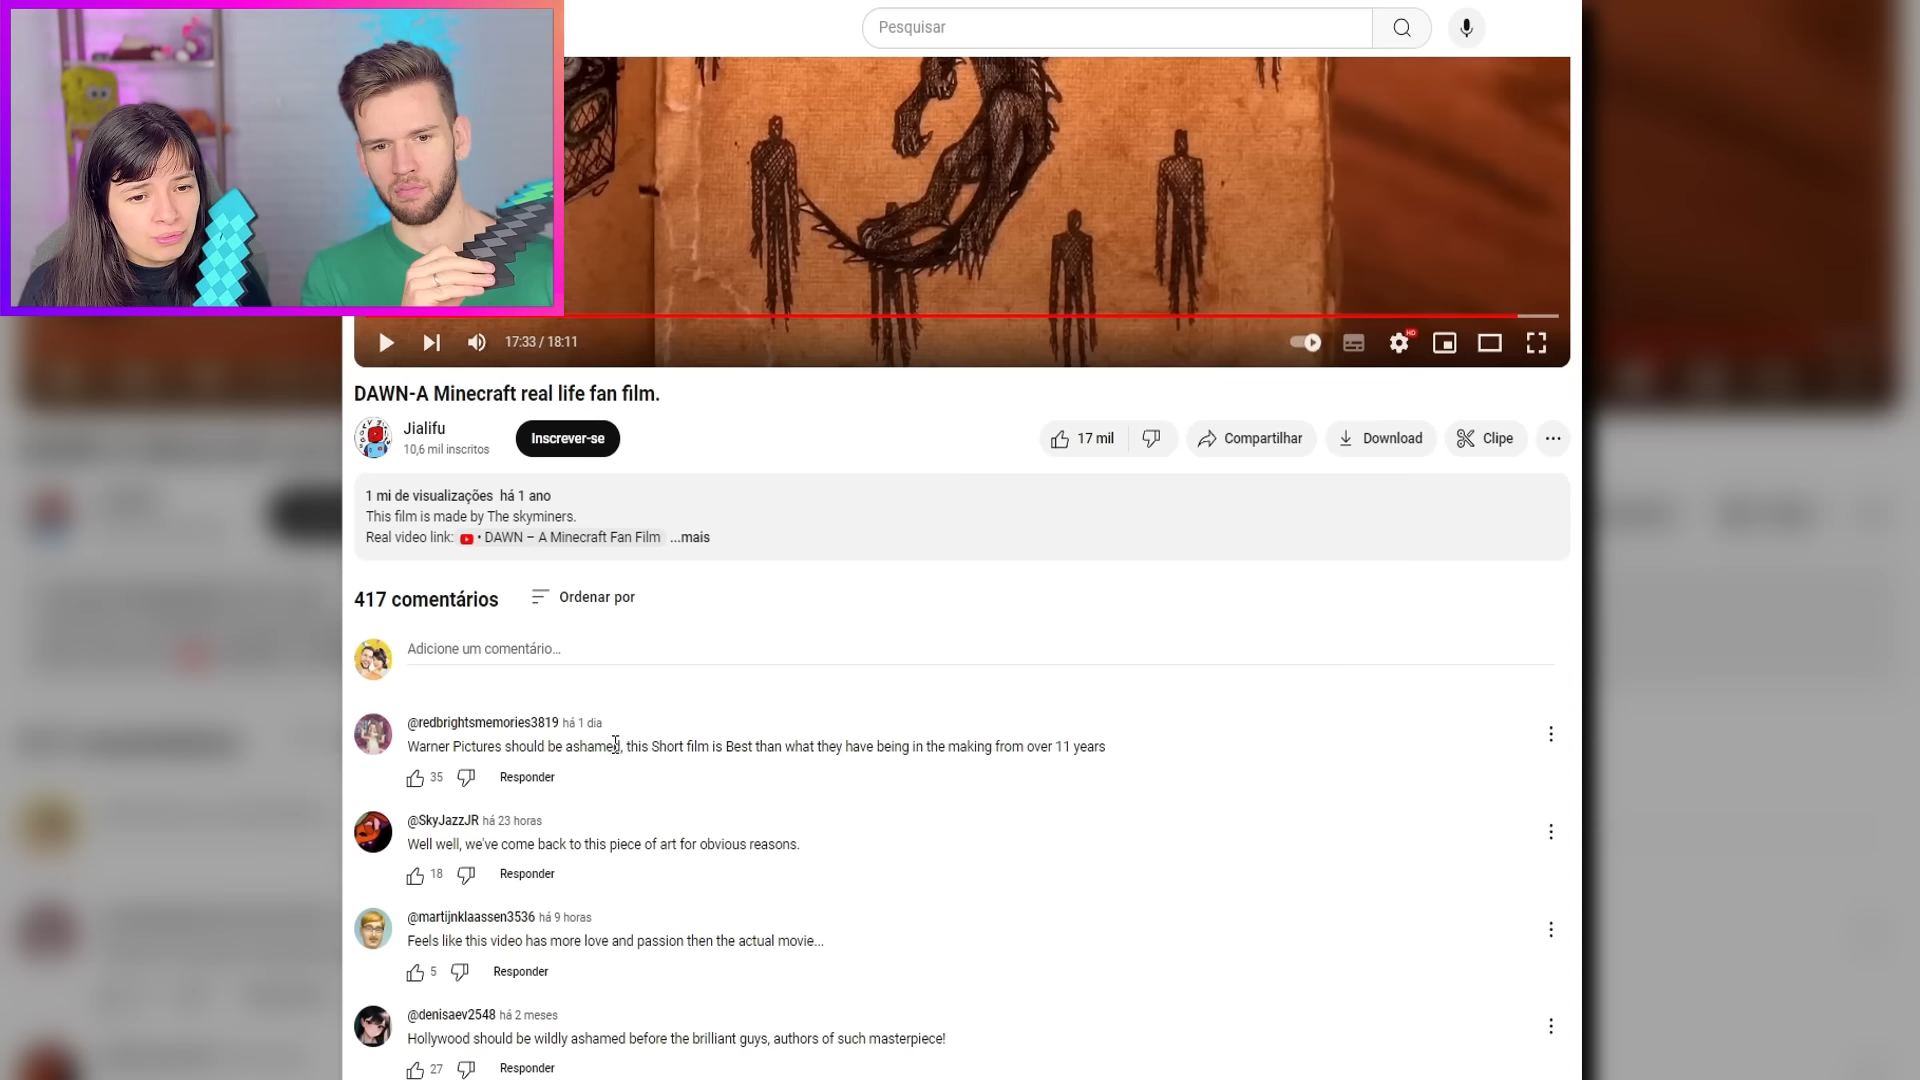 Pesquisar
17:33 / 18:11
HD
DAWN-A Minecraft real life fan film.
Jialifu
10,6 mil inscritos
Inscrever-se
17 mil
Compartilhar
Download
Clipe
1 mi de visualizações há 1 ano
This film is made by The skyminers.
Real video link: • DAWN – A Minecraft Fan Film ...mais
417 comentários
Ordenar por
Adicione um comentário...
@redbrightsmemories3819 há 1 dia
Warner Pictures should be ashamed, this Short film is Best than what they have being in the making from over 11 years
35 Responder
@SkyJazzJR há 23 horas
Well well, we've come back to this piece of art for obvious reasons.
18 Responder
@martijnklaassen3536 há 9 horas
Feels like this video has more love and passion then the actual movie...
5 Responder
@denisaev2548 há 2 meses
Hollywood should be wildly ashamed before the brilliant guys, authors of such masterpiece!
27 Responder